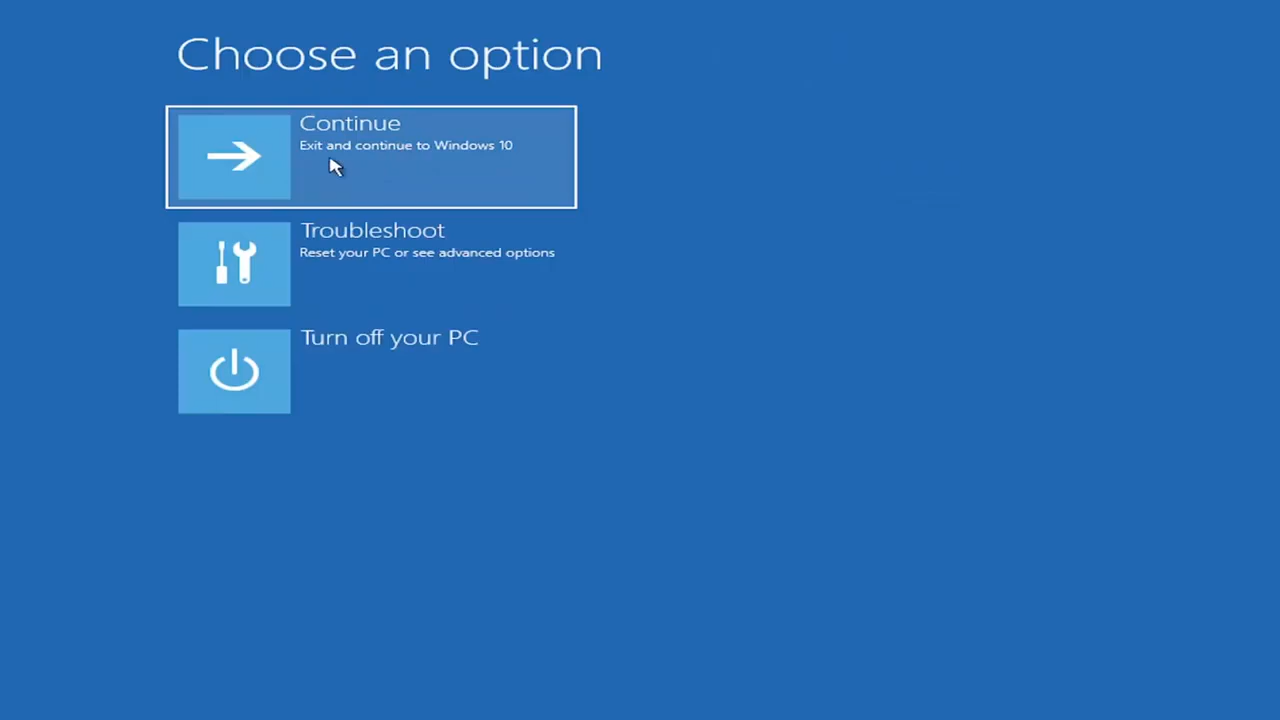 Choose an option
Continue
Exit and continue to Windows 10
Troubleshoot
Reset your PC or see advanced options
Turn off your PC